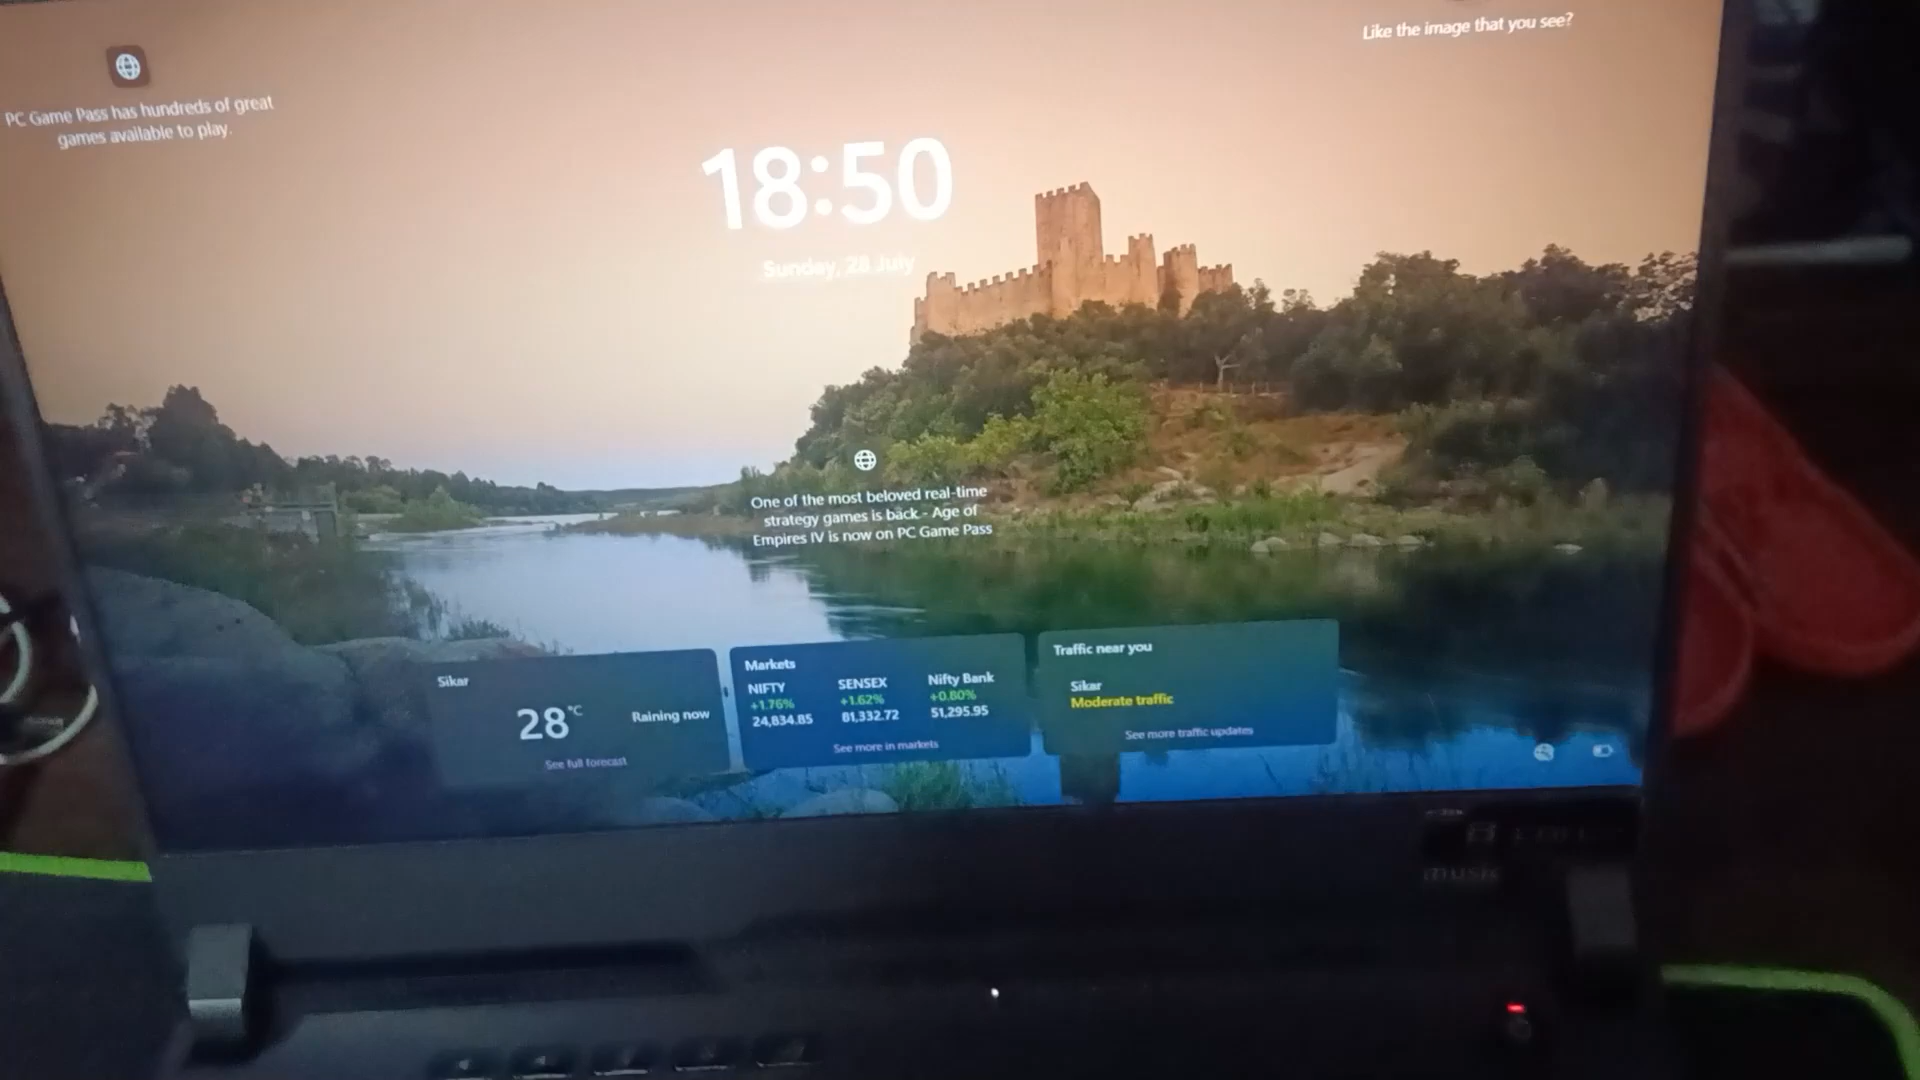 Like the image that you see?
PC Game Pass has hundreds of great
games available to play.
18:50
Sunday, 28 July
One of the most beloved real-time
strategy games is back - Age of
Empires IV is now on PC Game Pass
Sikar
28°C
Raining now
See full forecast
Markets
NIFTY
+1.76%
24,834.85
SENSEX
+1.62%
81,332.72
Nifty Bank
+0.80%
51,295.95
See more in markets
Traffic near you
Sikar
Moderate traffic
See more traffic updates
music